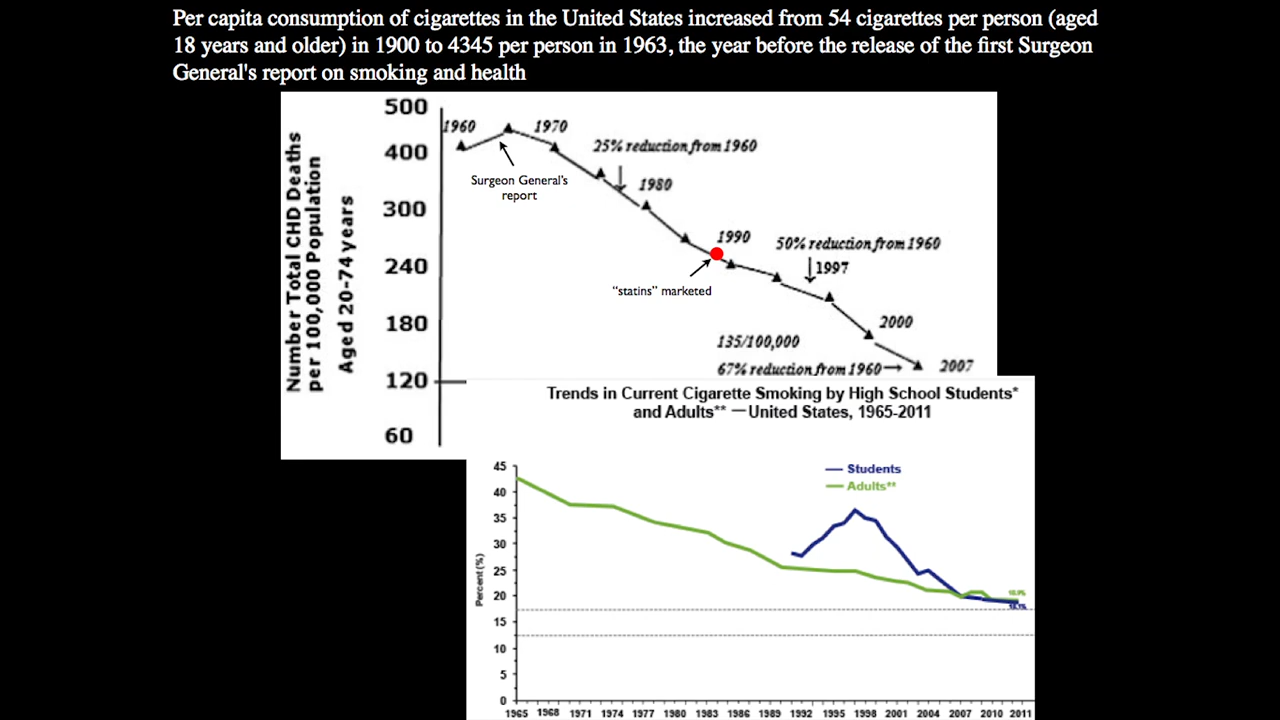 Per capita consumption of cigarettes in the United States increased from 54 cigarettes per person (aged
18 years and older) in 1900 to 4345 per person in 1963, the year before the release of the first Surgeon
General's report on smoking and health
Number Total CHD Deaths
per 100,000 Population
Aged 20-74 years
500
400
300
240
180
120
60
1960
1970
25% reduction from 1960
Surgeon General's
report
1980
1990
50% reduction from 1960
1997
"statins" marketed
2000
135/100,000
67% reduction from 1960
2007
Trends in Current Cigarette Smoking by High School Students*
and Adults** —United States, 1965-2011
Students
Adults**
Percent (%)
45
40
35
30
25
20
15
10
5
0
1965 1968 1971 1974 1977 1980 1983 1986 1989 1992 1995 1998 2001 2004 2007 2010 2011